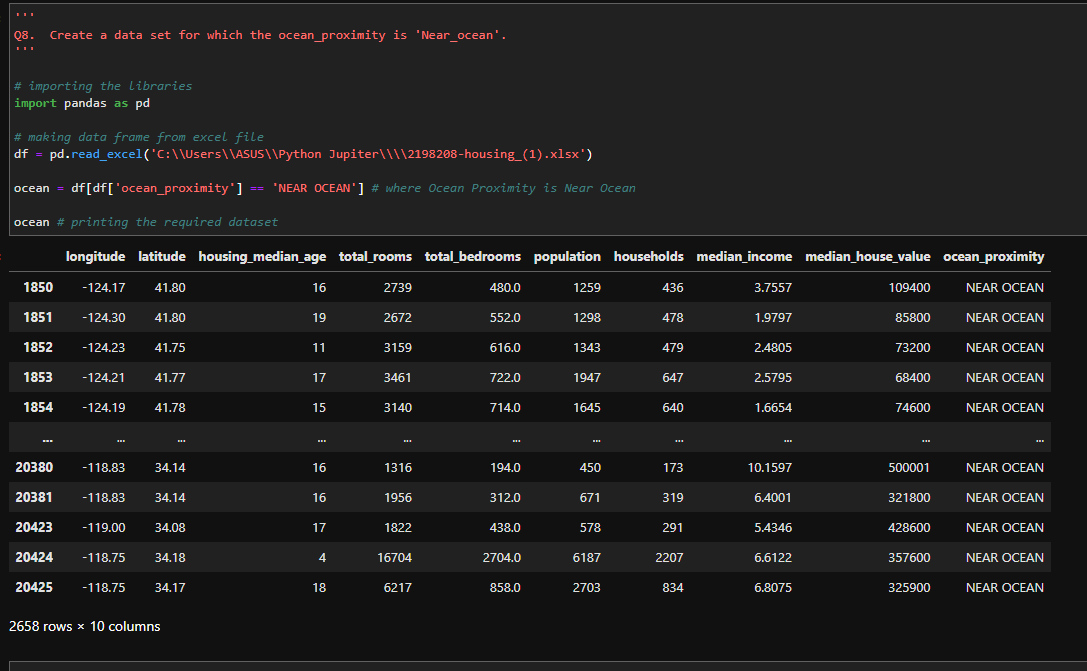 '''
Q8.  Create a data set for which the ocean_proximity is 'Near_ocean'.
'''
# importing the libraries
import pandas as pd
# making data frame from excel file
df = pd.read_excel('C:\\Users\\ASUS\\Python Jupiter\\\\2198208-housing_(1).xlsx')
ocean = df[df['ocean_proximity'] == 'NEAR OCEAN'] # where Ocean Proximity is Near Ocean
ocean # printing the required dataset
longitude latitude housing_median_age total_rooms total_bedrooms population households median_income median_house_value ocean_proximity
1850 -124.17 41.80 16 2739 480.0 1259 436 3.7557 109400 NEAR OCEAN
1851 -124.30 41.80 19 2672 552.0 1298 478 1.9797 85800 NEAR OCEAN
1852 -124.23 41.75 11 3159 616.0 1343 479 2.4805 73200 NEAR OCEAN
1853 -124.21 41.77 17 3461 722.0 1947 647 2.5795 68400 NEAR OCEAN
1854 -124.19 41.78 15 3140 714.0 1645 640 1.6654 74600 NEAR OCEAN
... ... ... ... ... ... ... ... ... ... ...
20380 -118.83 34.14 16 1316 194.0 450 173 10.1597 500001 NEAR OCEAN
20381 -118.83 34.14 16 1956 312.0 671 319 6.4001 321800 NEAR OCEAN
20423 -119.00 34.08 17 1822 438.0 578 291 5.4346 428600 NEAR OCEAN
20424 -118.75 34.18 4 16704 2704.0 6187 2207 6.6122 357600 NEAR OCEAN
20425 -118.75 34.17 18 6217 858.0 2703 834 6.8075 325900 NEAR OCEAN
2658 rows × 10 columns